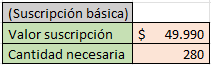 (Suscripción básica)
Valor suscripción $ 49.990
Cantidad necesaria 280